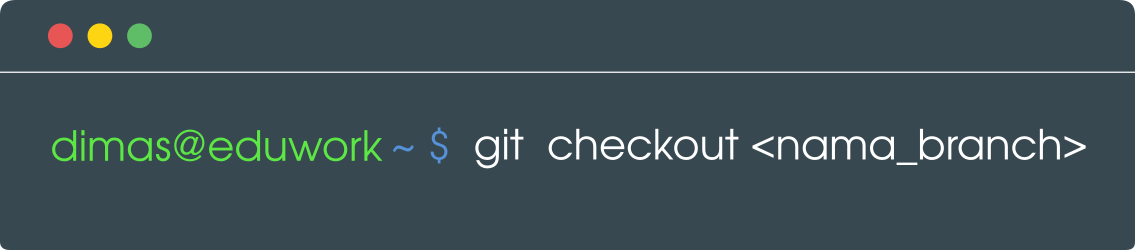 dimas@eduwork ~ $ git checkout <nama_branch>